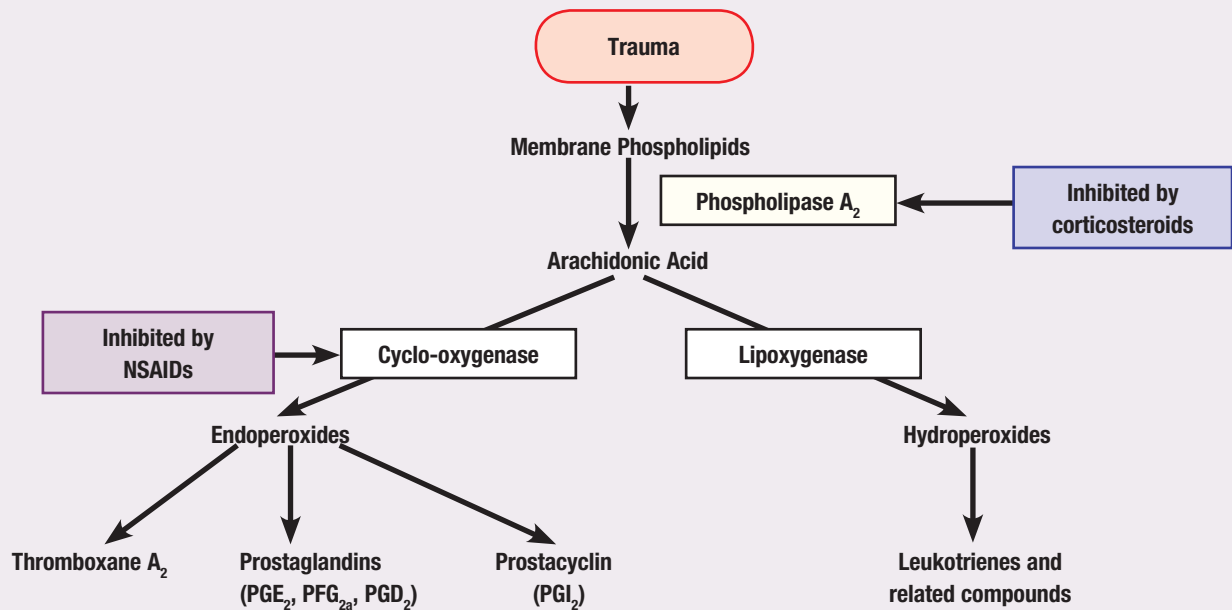 Trauma
Membrane Phospholipids
Phospholipase A₂
Inhibited by
corticosteroids
Arachidonic Acid
Inhibited by
NSAIDs
Cyclo-oxygenase
Lipoxygenase
Endoperoxides
Hydroperoxides
Thromboxane A₂
Prostaglandins
(PGE₂, PFG₂ₐ, PGD₂)
Prostacyclin
(PGI₂)
Leukotrienes and
related compounds